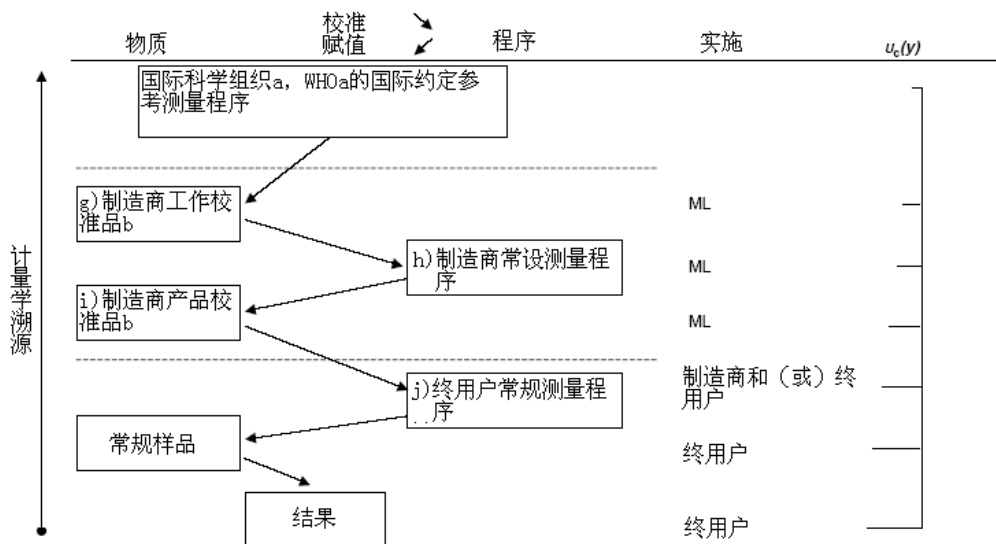 校准
赋值
物质
程序
实施
uc(y)
国际科学组织a, WHOa的国际约定参
考测量程序
g)制造商工作校
准品b
ML
h)制造商常设测量程
序
ML
i)制造商产品校
准品b
ML
计量学溯源
j)终用户常规测量程
序
制造商和（或）终
用户
常规样品
终用户
结果
终用户